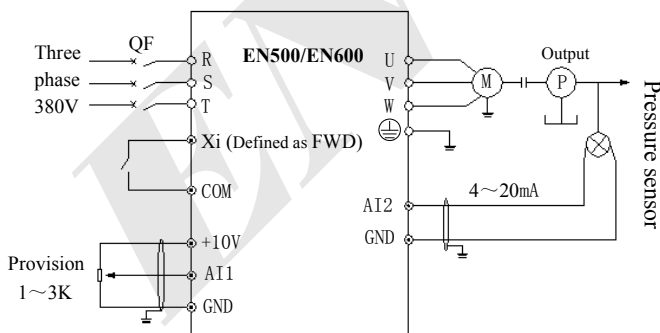 Three phase 380V
QF
R
S
T
EN500/EN600
Xi (Defined as FWD)
COM
+10V
AI1
GND
Provision
1～3K
U
V
W
M
Output
P
Pressure sensor
4～20mA
AI2
GND
EN